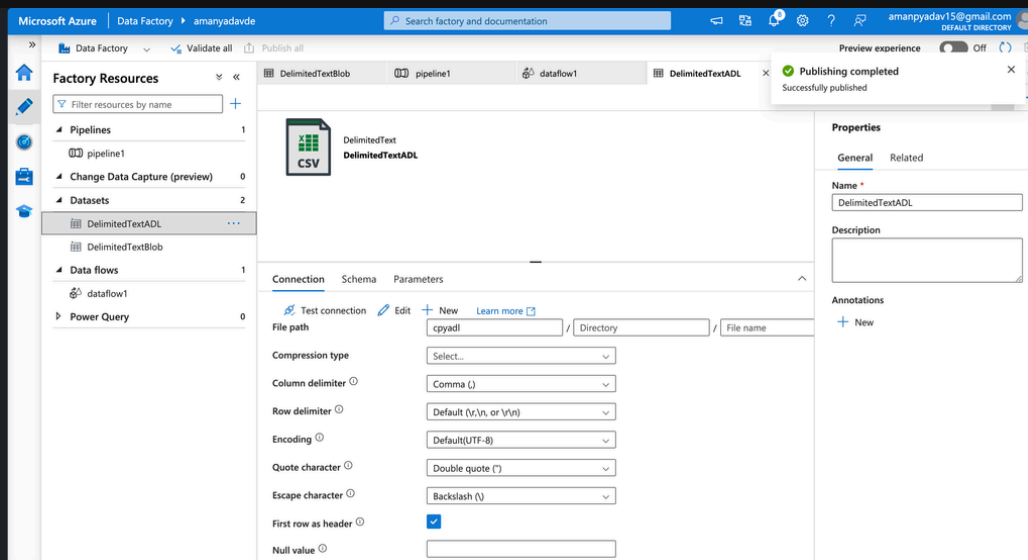 Microsoft Azure
Data Factory
amanyadavde
Search factory and documentation
8
amanpyadav15@gmail.com
DEFAULT DIRECTORY
Data Factory
Validate all
Publish all
Preview experience
Off
Factory Resources
Filter resources by name
Pipelines 1
pipeline1
Change Data Capture (preview) 0
Datasets 2
DelimitedTextADL ...
DelimitedTextBlob
Data flows 1
dataflow1
Power Query 0
DelimitedTextBlob
pipeline1
dataflow1
DelimitedTextADL
Publishing completed
Successfully published
CSV
DelimitedText
DelimitedTextADL
Connection
Schema
Parameters
Test connection
Edit
New
Learn more
File path
cpyadl / Directory / File name
Compression type
Select...
Column delimiter
Comma (,)
Row delimiter
Default (\r,\n, or \r\n)
Encoding
Default(UTF-8)
Quote character
Double quote (")
Escape character
Backslash (\)
First row as header
Null value
Properties
General
Related
Name *
DelimitedTextADL
Description
Annotations
New